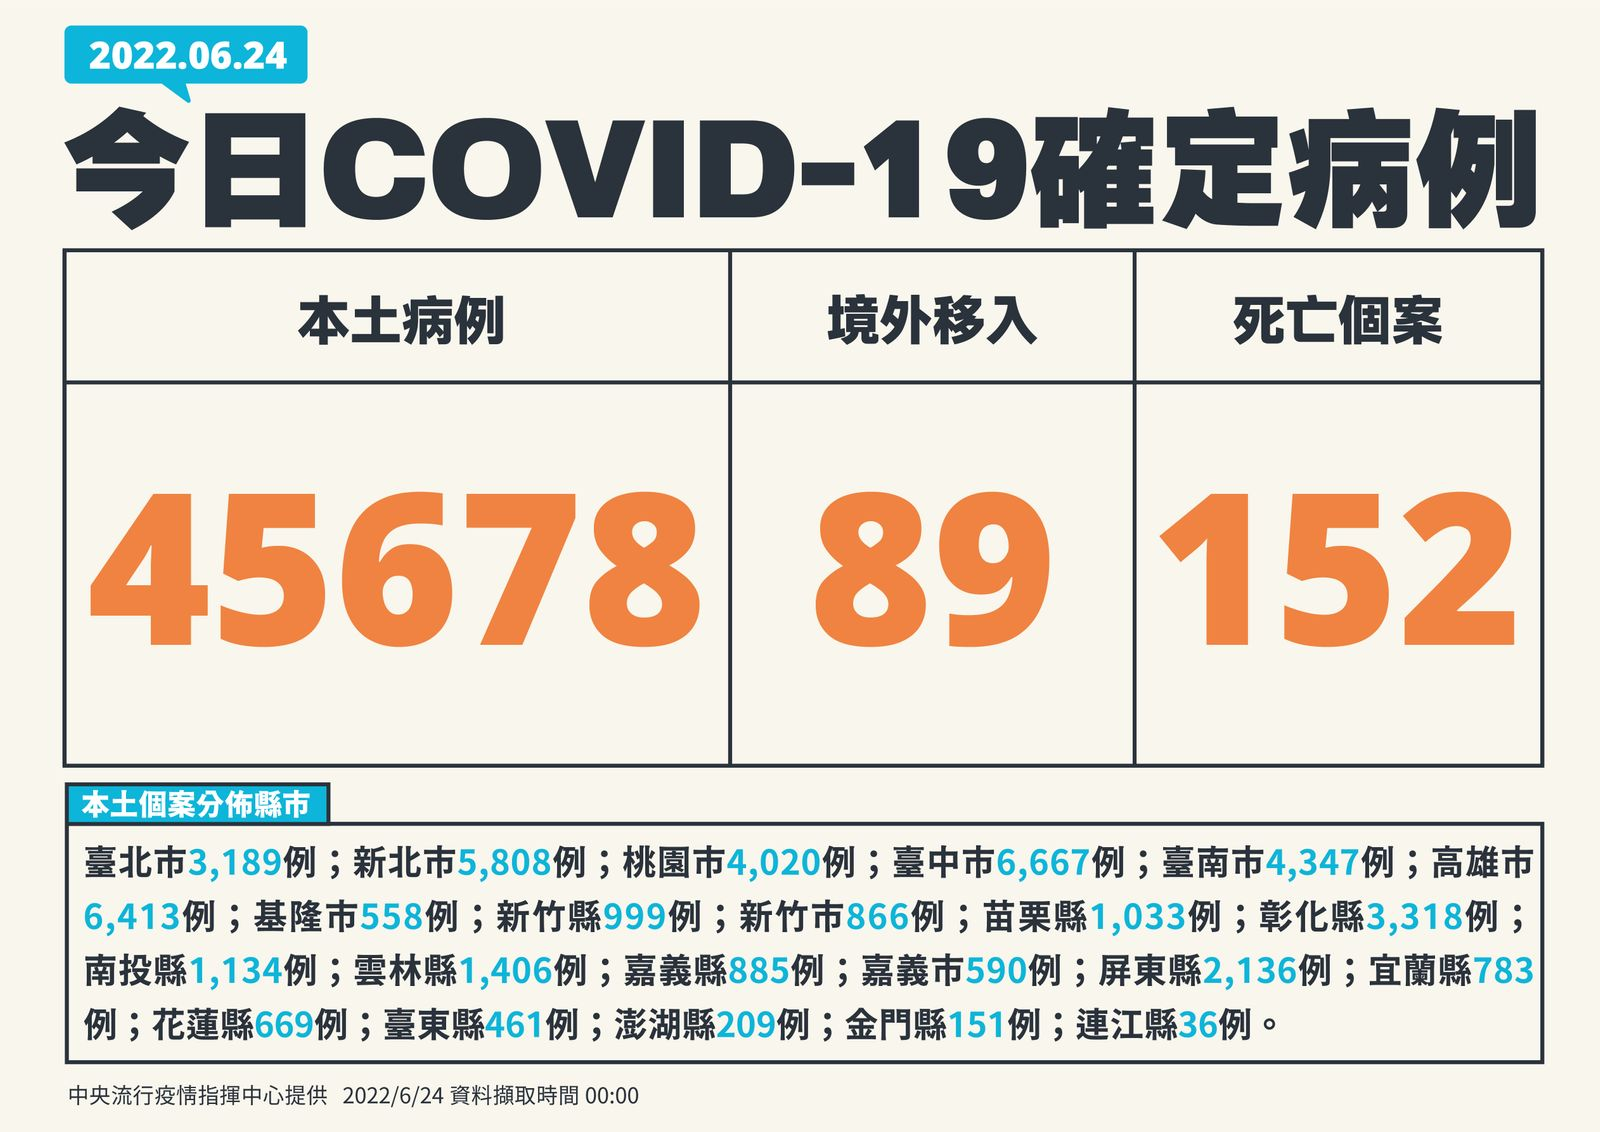 2022.06.24
今日COVID-19確定病例
本土病例
境外移入
死亡個案
45678
89
152
本土個案分佈縣市
臺北市3,189例；新北市5,808例；桃園市4,020例；臺中市6,667例；臺南市4,347例；高雄市
6,413例；基隆市558例；新竹縣999例；新竹市866例；苗栗縣1,033例；彰化縣3,318例；
南投縣1,134例；雲林縣1,406例；嘉義縣885例；嘉義市590例；屏東縣2,136例；宜蘭縣783
例；花蓮縣669例；臺東縣461例；澎湖縣209例；金門縣151例；連江縣36例。
中央流行疫情指揮中心提供 2022/6/24 資料擷取時間 00:00